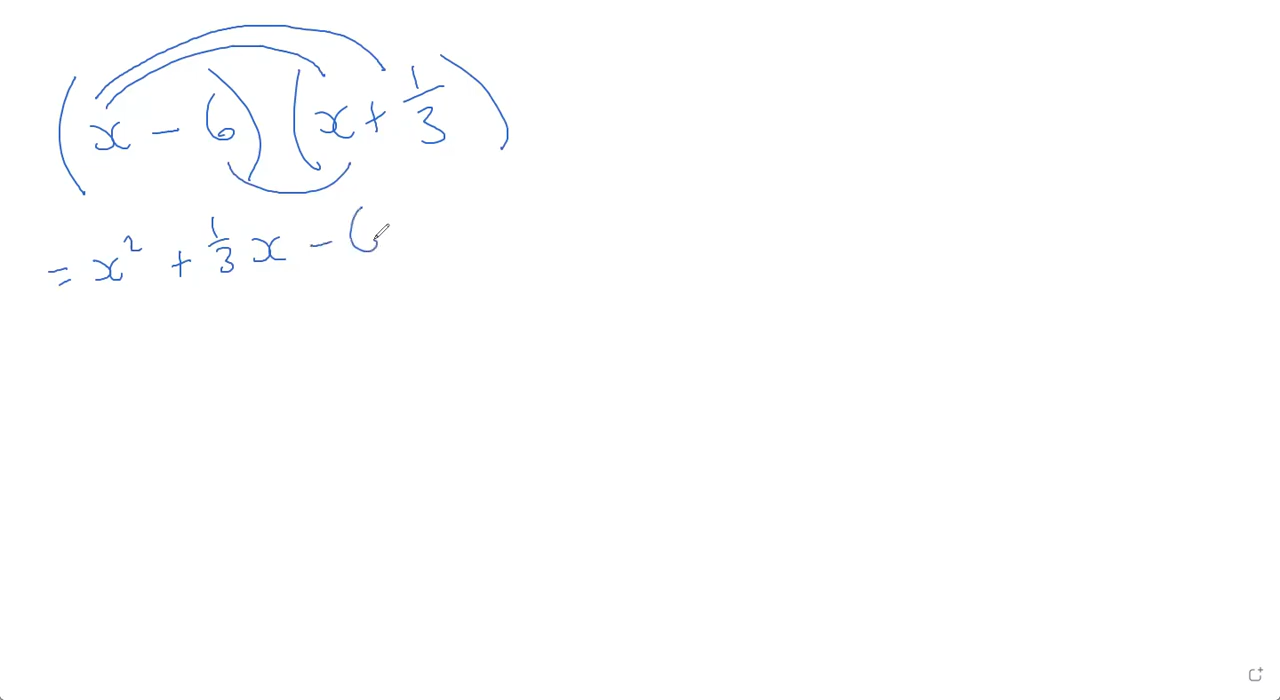 (x - 6) (x + 1/3)
= x² + 1/3 x - 6